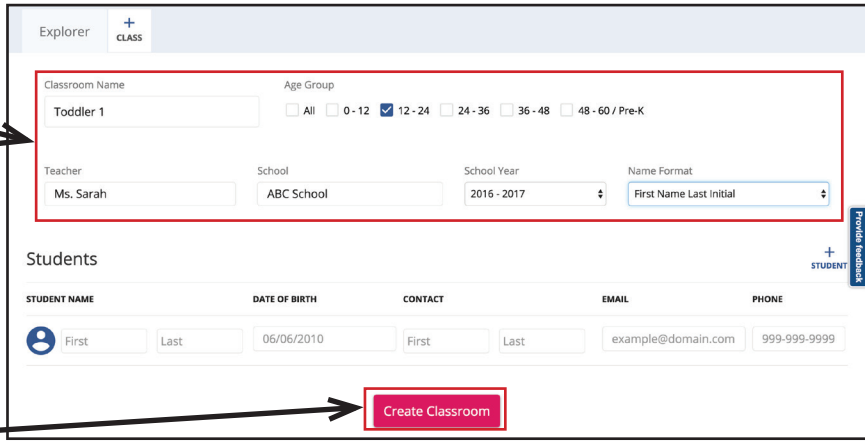 Explorer + CLASS
Classroom Name Age Group
Toddler 1 All 0 - 12 12 - 24 24 - 36 36 - 48 48 - 60 / Pre-K
Teacher School School Year Name Format
Ms. Sarah ABC School 2016 - 2017 First Name Last Initial
Provide feedback
Students + STUDENT
STUDENT NAME DATE OF BIRTH CONTACT EMAIL PHONE
First Last 06/06/2010 First Last example@domain.com 999-999-9999
Create Classroom